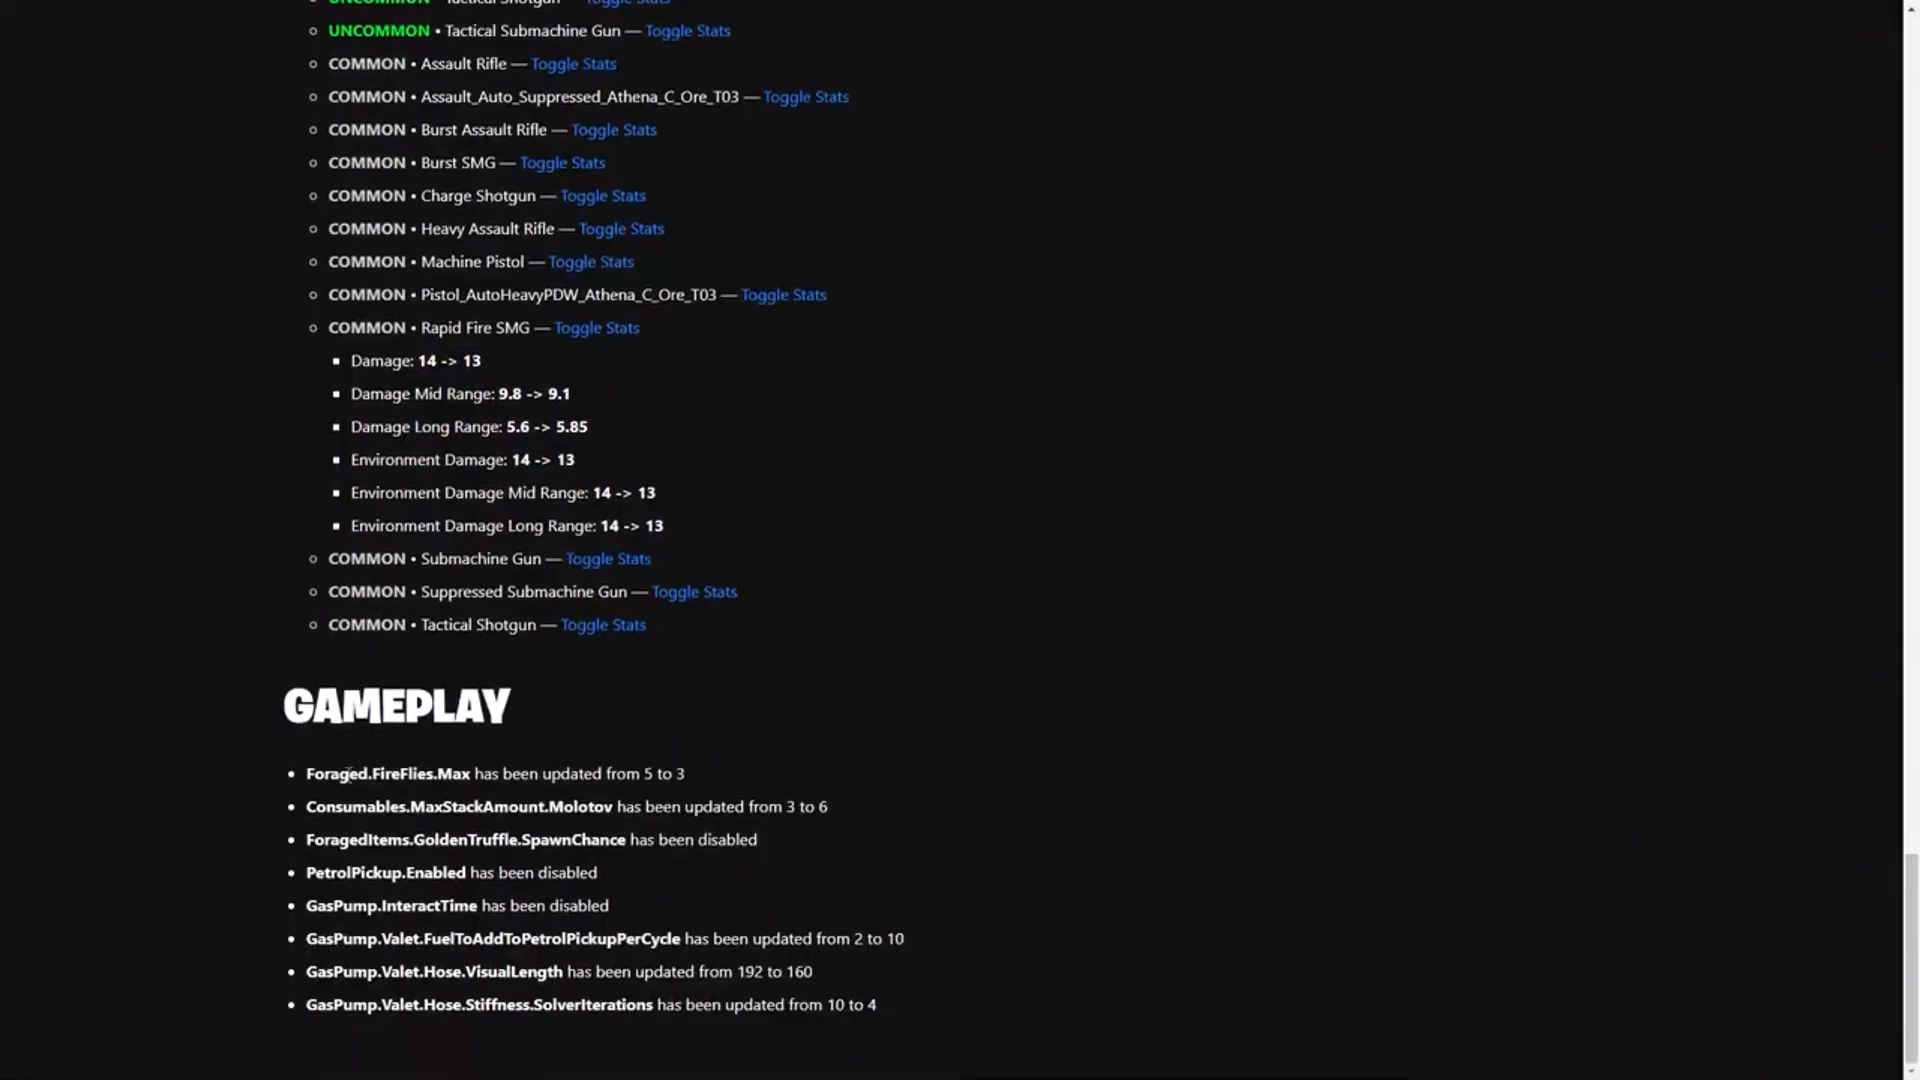 UNCOMMON • Tactical Shotgun — Toggle Stats
UNCOMMON • Tactical Submachine Gun — Toggle Stats
COMMON • Assault Rifle — Toggle Stats
COMMON • Assault_Auto_Suppressed_Athena_C_Ore_T03 — Toggle Stats
COMMON • Burst Assault Rifle — Toggle Stats
COMMON • Burst SMG — Toggle Stats
COMMON • Charge Shotgun — Toggle Stats
COMMON • Heavy Assault Rifle — Toggle Stats
COMMON • Machine Pistol — Toggle Stats
COMMON • Pistol_AutoHeavyPDW_Athena_C_Ore_T03 — Toggle Stats
COMMON • Rapid Fire SMG — Toggle Stats
Damage: 14 -> 13
Damage Mid Range: 9.8 -> 9.1
Damage Long Range: 5.6 -> 5.85
Environment Damage: 14 -> 13
Environment Damage Mid Range: 14 -> 13
Environment Damage Long Range: 14 -> 13
COMMON • Submachine Gun — Toggle Stats
COMMON • Suppressed Submachine Gun — Toggle Stats
COMMON • Tactical Shotgun — Toggle Stats
GAMEPLAY
Foraged.FireFlies.Max has been updated from 5 to 3
Consumables.MaxStackAmount.Molotov has been updated from 3 to 6
ForagedItems.GoldenTruffle.SpawnChance has been disabled
PetrolPickup.Enabled has been disabled
GasPump.InteractTime has been disabled
GasPump.Valet.FuelToAddToPetrolPickupPerCycle has been updated from 2 to 10
GasPump.Valet.Hose.VisualLength has been updated from 192 to 160
GasPump.Valet.Hose.Stiffness.SolverIterations has been updated from 10 to 4